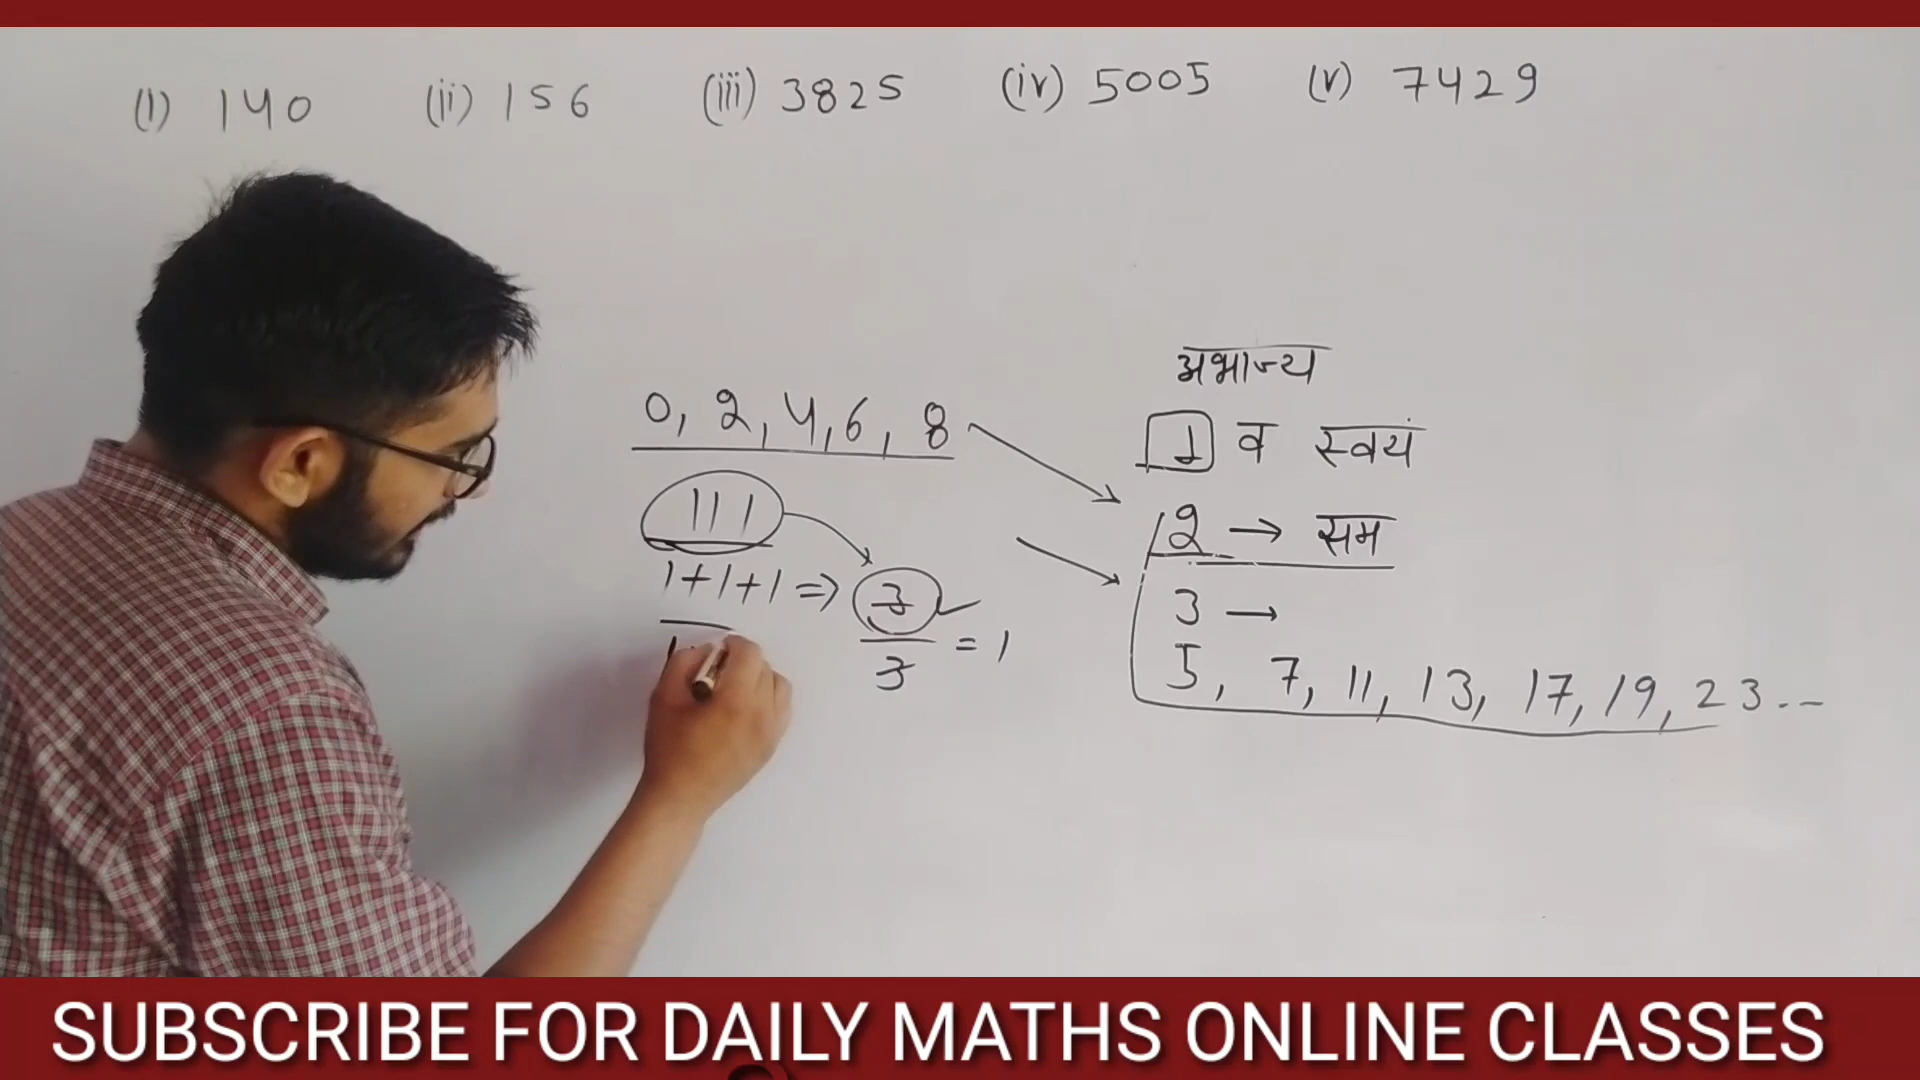 (i) 140 (ii) 156 (iii) 3825 (iv) 5005 (v) 7429
अभाज्य
0, 2, 4, 6, 8
1 व स्वयं
111
2 → सम
1+1+1 ⇒ 3/3 = 1
3 →
5, 7, 11, 13, 17, 19, 23 --
SUBSCRIBE FOR DAILY MATHS ONLINE CLASSES